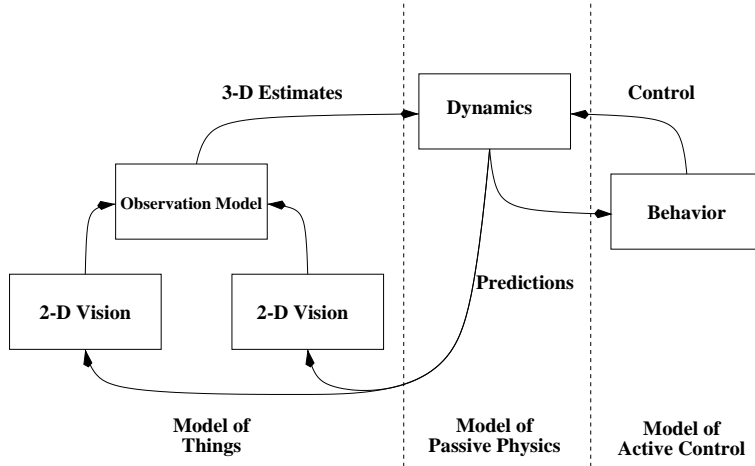 3-D Estimates
Dynamics
Control
Observation Model
Behavior
2-D Vision
2-D Vision
Predictions
Model of
Things
Model of
Passive Physics
Model of
Active Control